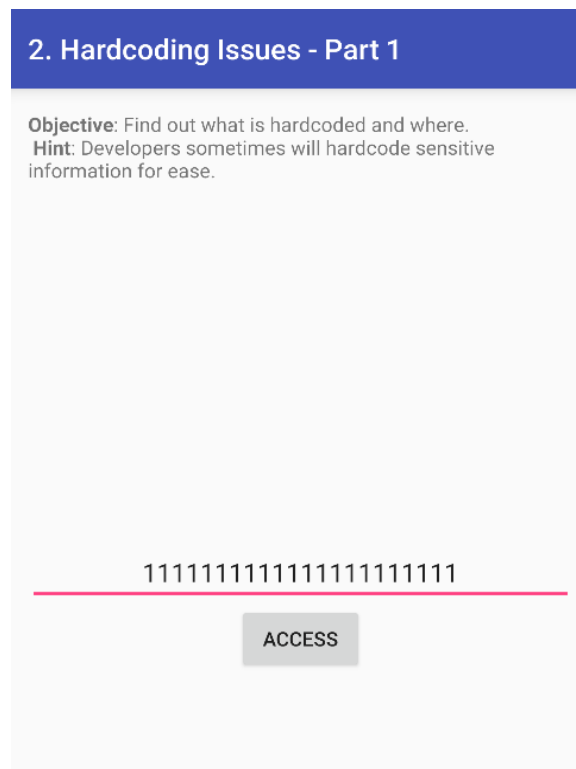 2. Hardcoding Issues - Part 1
Objective: Find out what is hardcoded and where.
Hint: Developers sometimes will hardcode sensitive
information for ease.
1111111111111111111111
ACCESS